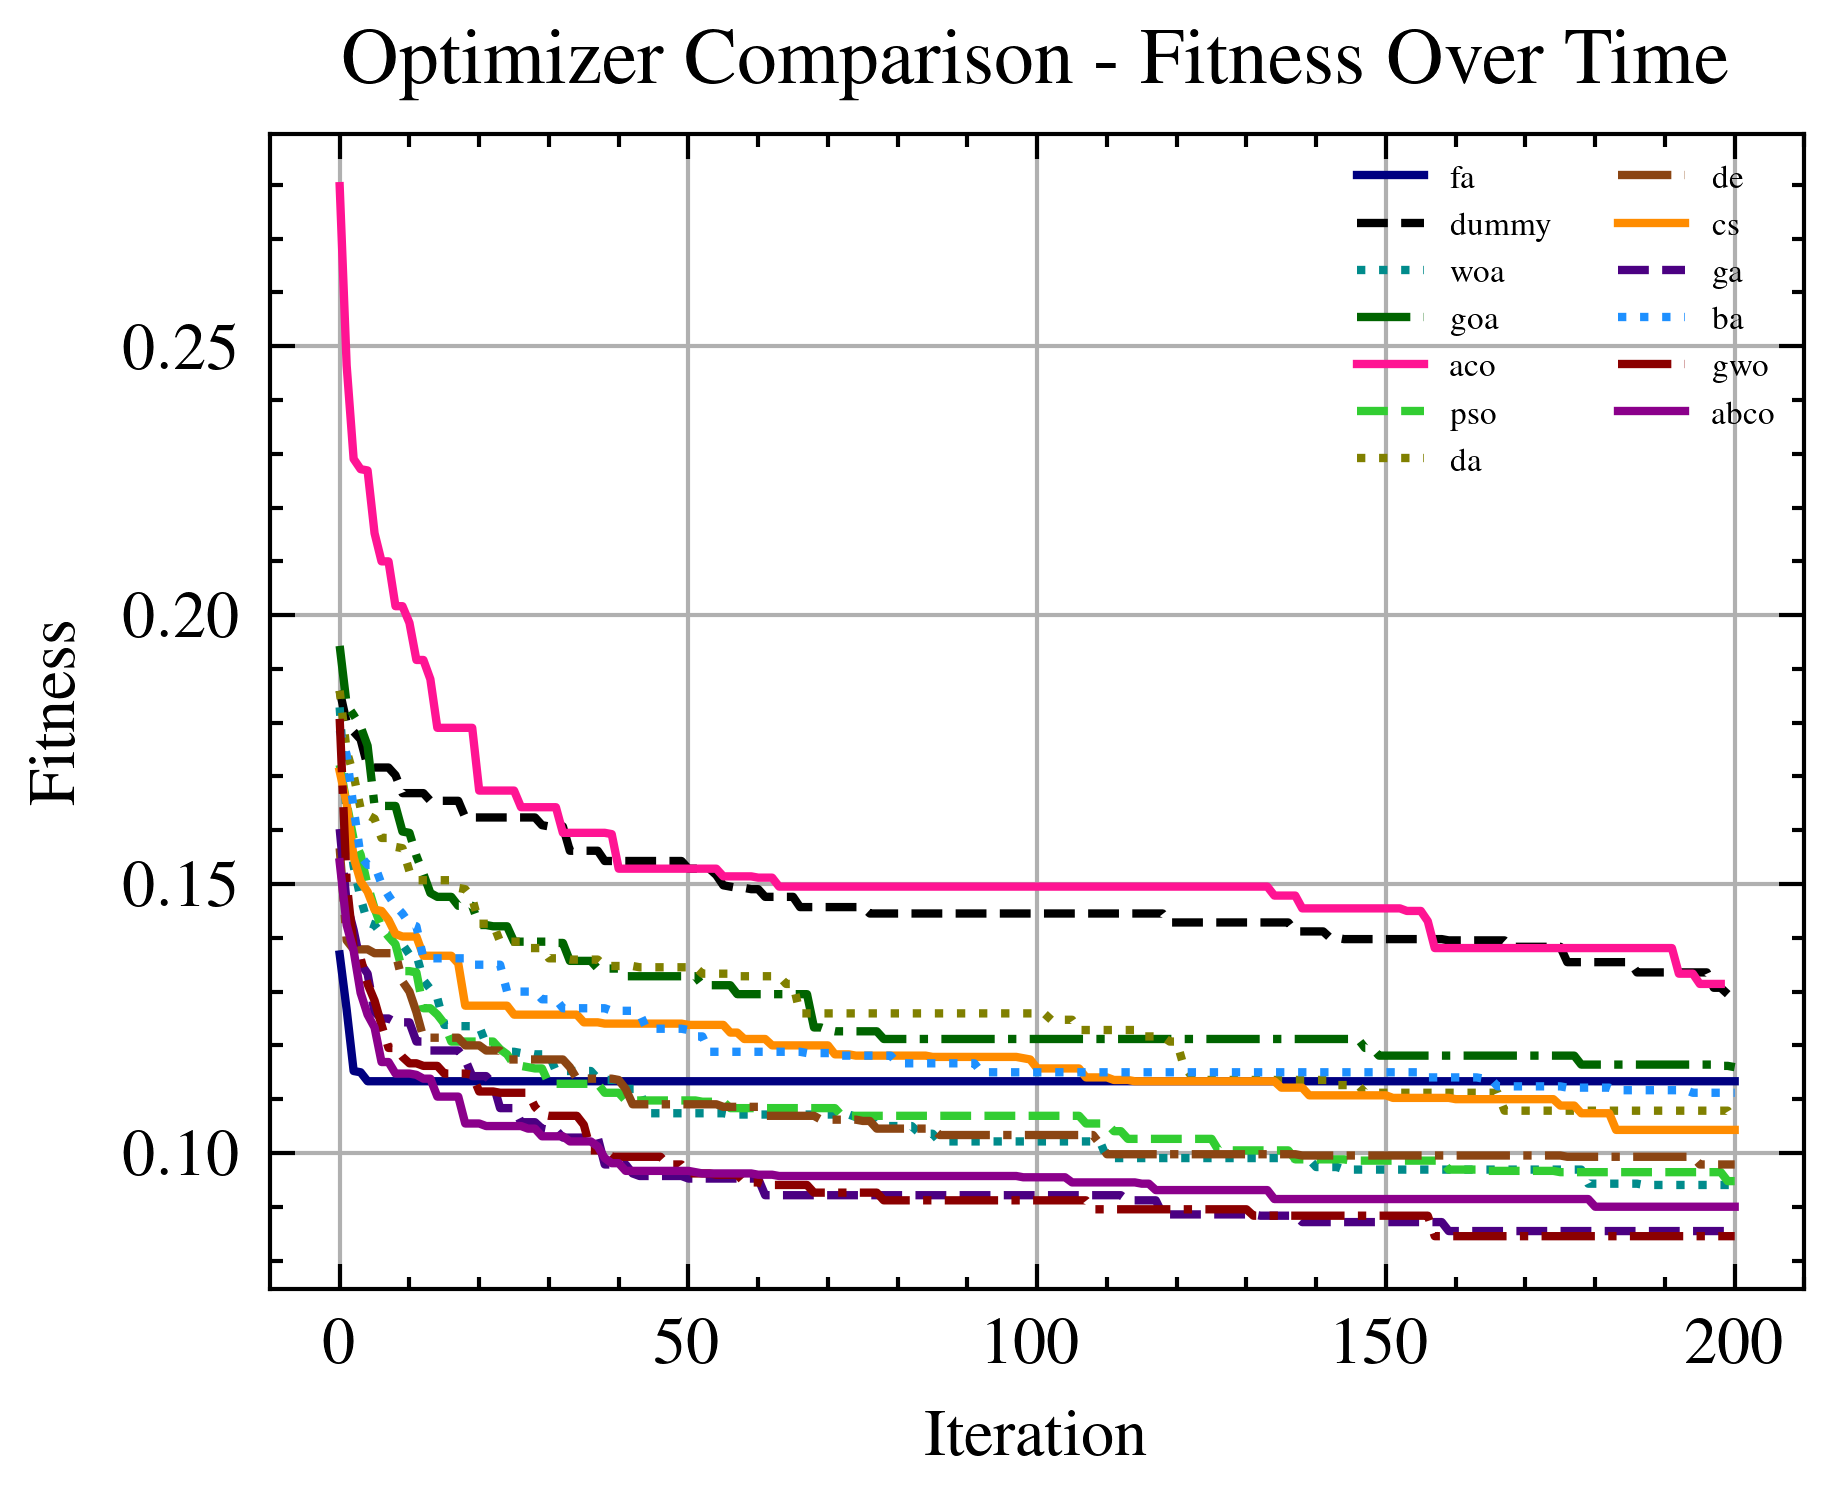 Optimizer Comparison - Fitness Over Time
fa
dummy
woa
goa
aco
pso
da
de
cs
ga
ba
gwo
abco
0.25
0.20
0.15
0.10
Fitness
0 50 100 150 200
Iteration